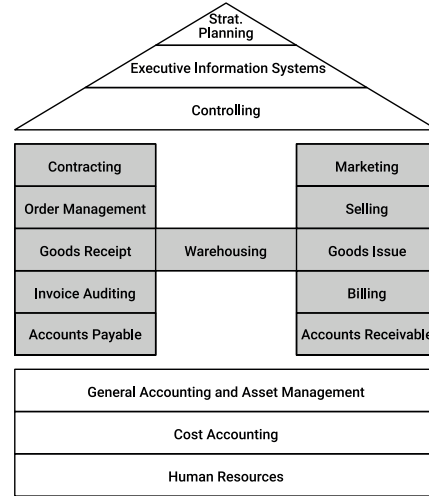 Strat.
Planning
Executive Information Systems
Controlling
Contracting
Marketing
Order Management
Selling
Goods Receipt
Warehousing
Goods Issue
Invoice Auditing
Billing
Accounts Payable
Accounts Receivable
General Accounting and Asset Management
Cost Accounting
Human Resources